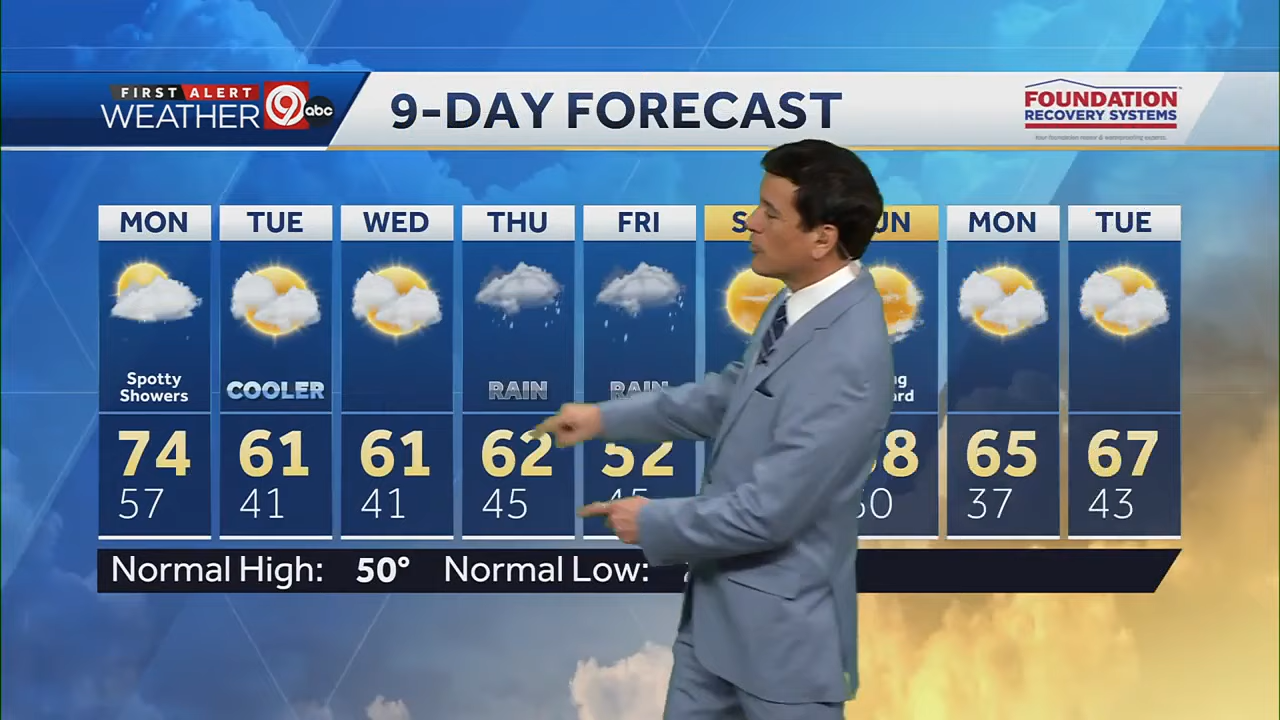 FIRST ALERT
WEATHER 9 abc
9-DAY FORECAST
FOUNDATION
RECOVERY SYSTEMS
MON TUE WED THU FRI MON TUE
Spotty
Showers
COOLER RAIN RAIN
74 61 61 62 52 65 67
57 41 41 45 45 37 43
Normal High: 50° Normal Low: